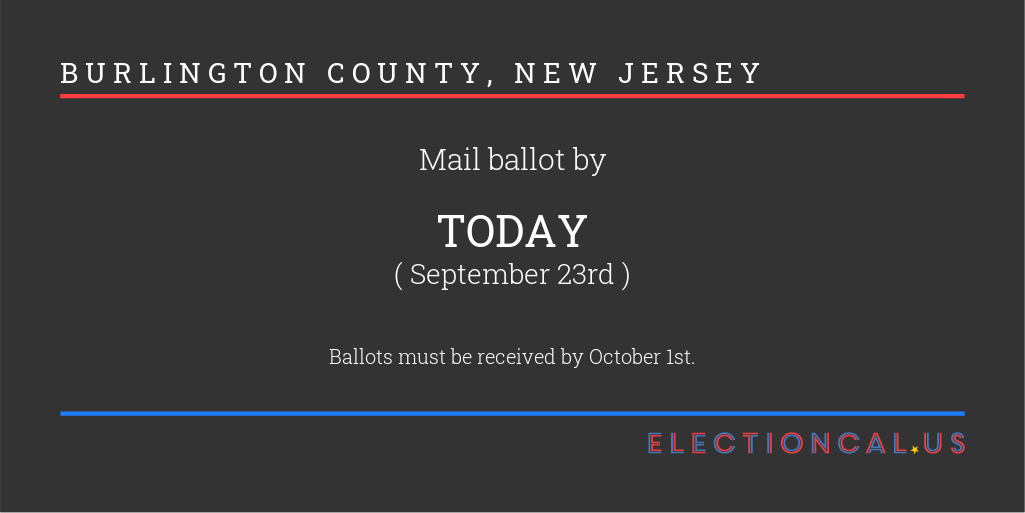 BURLINGTON COUNTY, NEW JERSEY
Mail ballot by
TODAY
( September 23rd )
Ballots must be received by October 1st.
ELECTIONCAL.US